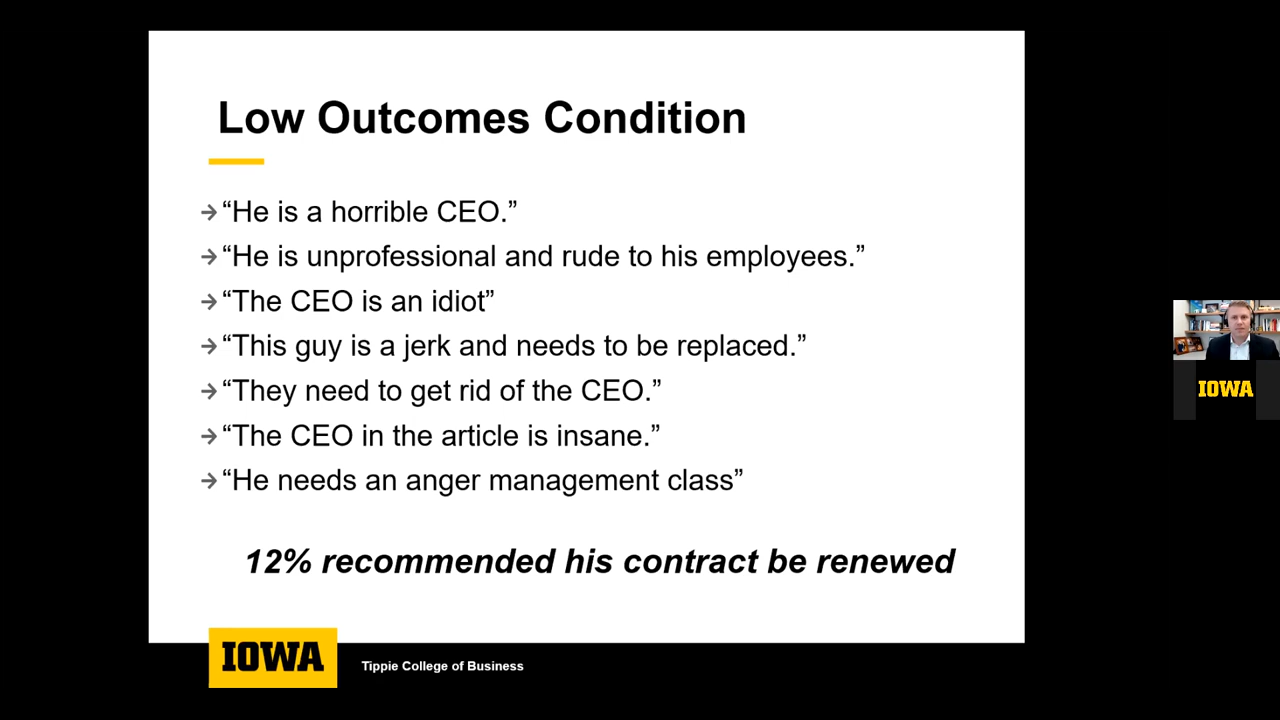 Low Outcomes Condition
→ “He is a horrible CEO.”
→ “He is unprofessional and rude to his employees.”
→ “The CEO is an idiot”
→ “This guy is a jerk and needs to be replaced.”
→ “They need to get rid of the CEO.”
→ “The CEO in the article is insane.”
→ “He needs an anger management class”
12% recommended his contract be renewed
IOWA
Tippie College of Business
IOWA